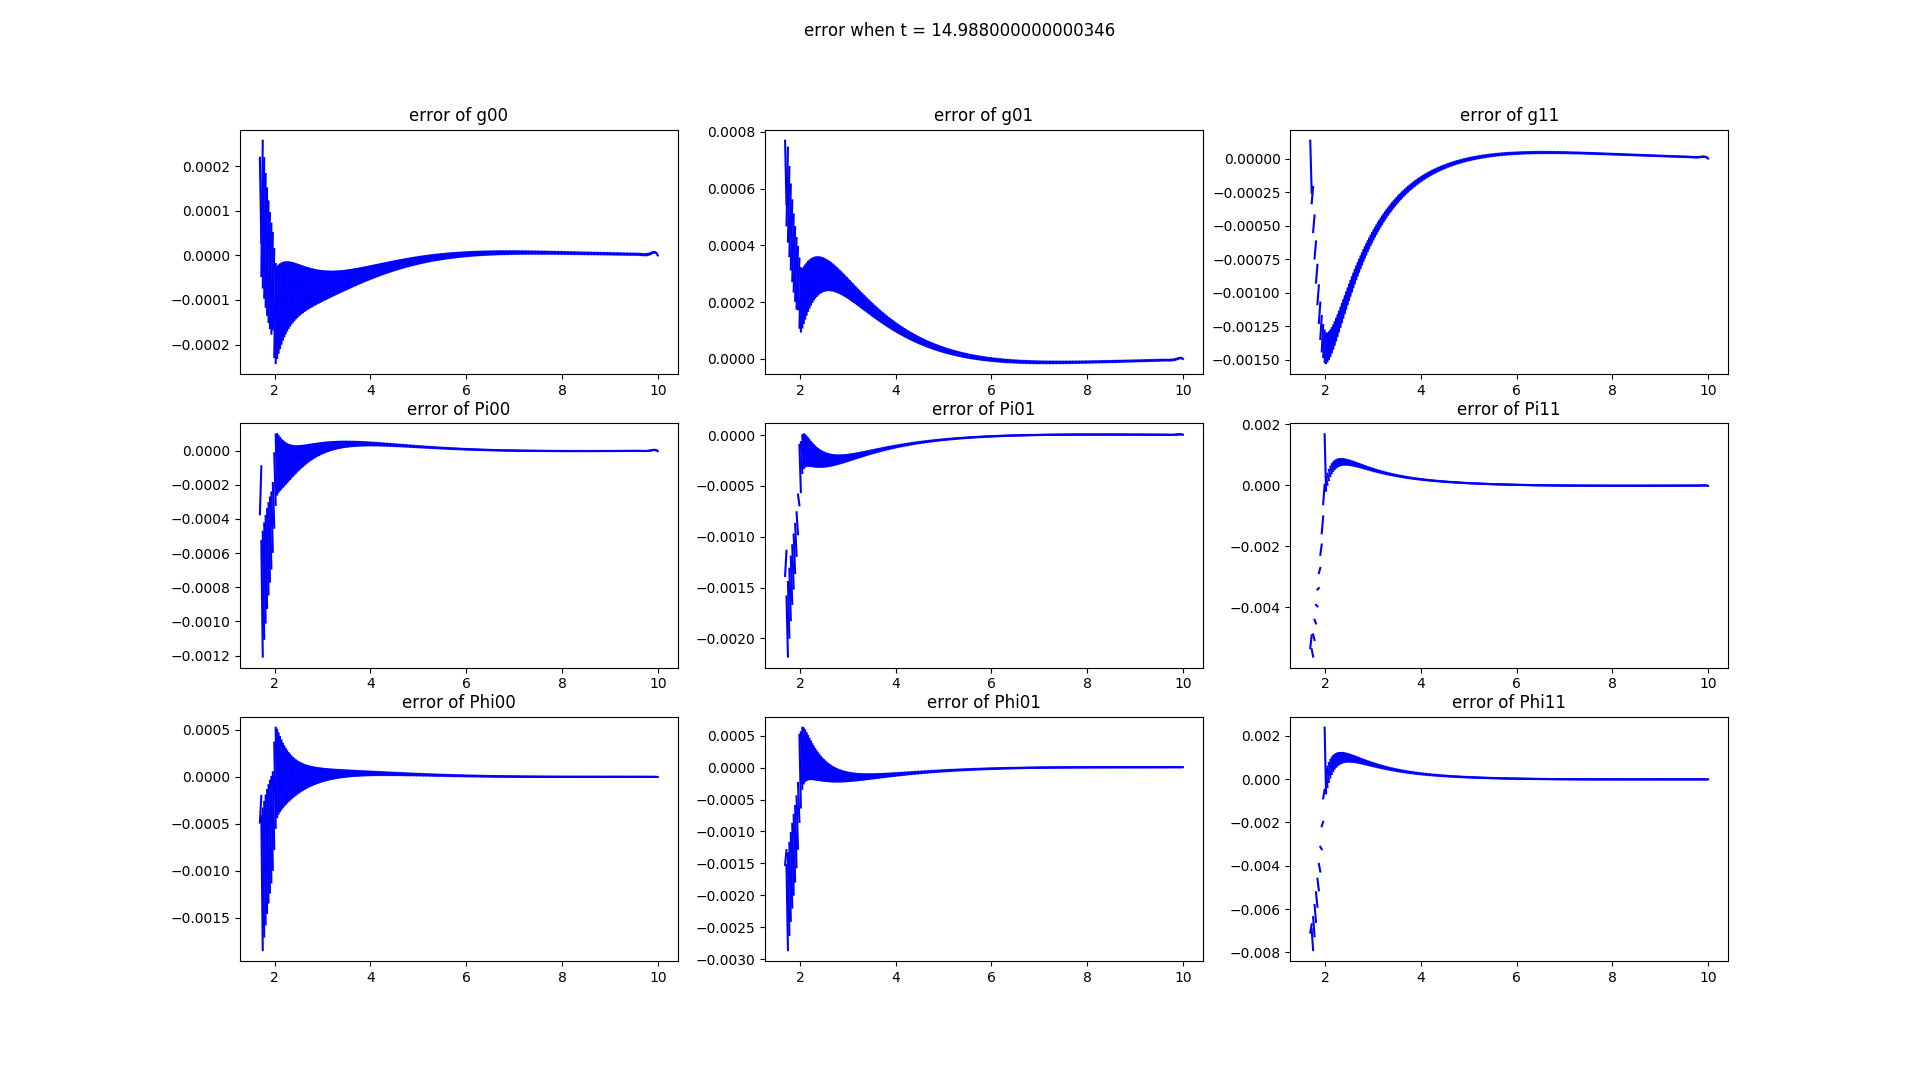 error when t = 14.988000000000346
error of g00
error of g01
error of g11
0.0002
0.0001
0.0000
−0.0001
−0.0002
2 4 6 8 10
0.0008
0.0006
0.0004
0.0002
0.0000
2 4 6 8 10
0.00000
−0.00025
−0.00050
−0.00075
−0.00100
−0.00125
−0.00150
2 4 6 8 10
error of Pi00
error of Pi01
error of Pi11
0.0000
−0.0002
−0.0004
−0.0006
−0.0008
−0.0010
−0.0012
2 4 6 8 10
0.0000
−0.0005
−0.0010
−0.0015
−0.0020
2 4 6 8 10
0.002
0.000
−0.002
−0.004
2 4 6 8 10
error of Phi00
error of Phi01
error of Phi11
0.0005
0.0000
−0.0005
−0.0010
−0.0015
2 4 6 8 10
0.0005
0.0000
−0.0005
−0.0010
−0.0015
−0.0020
−0.0025
−0.0030
2 4 6 8 10
0.002
0.000
−0.002
−0.004
−0.006
−0.008
2 4 6 8 10